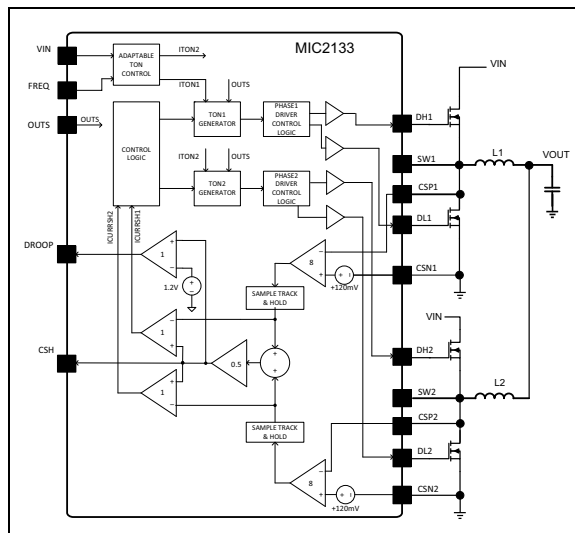 MIC2133
VIN
ADAPTABLE
TON
CONTROL
ITON2
VIN
FREQ
ITON1
OUTS
OUTS
OUTS
CONTROL
LOGIC
TON1
GENERATOR
PHASE1
DRIVER
CONTROL
LOGIC
DH1
SW1
L1
VOUT
ITON2
OUTS
CSP1
TON2
GENERATOR
PHASE2
DRIVER
CONTROL
LOGIC
DL1
ICURRSH2
ICURRSH1
DROOP
1
+
−
1.2V
+
−
8
−
+
+
−
+120mV
CSN1
SAMPLE TRACK
& HOLD
VIN
1
−
+
DH2
CSH
0.5
+
+
L2
1
+
−
SW2
CSP2
SAMPLE TRACK
& HOLD
DL2
8
−
+
+
−
+120mV
CSN2